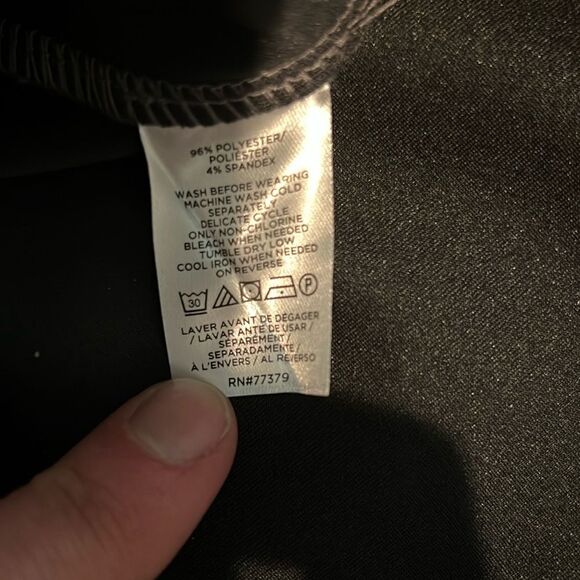 96% POLYESTER/
POLIÉSTER
4% SPANDEX
WASH BEFORE WEARING
MACHINE WASH COLD
SEPARATELY
DELICATE CYCLE
ONLY NON-CHLORINE
BLEACH WHEN NEEDED
TUMBLE DRY LOW
COOL IRON WHEN NEEDED
ON REVERSE
30 P
LAVER AVANT DE DÉGAGER
/ LAVAR ANTE DE USAR /
SÉPARÉMENT/
SEPARADAMENTE/
À L'ENVERS / AL REVERSO
RN#77379